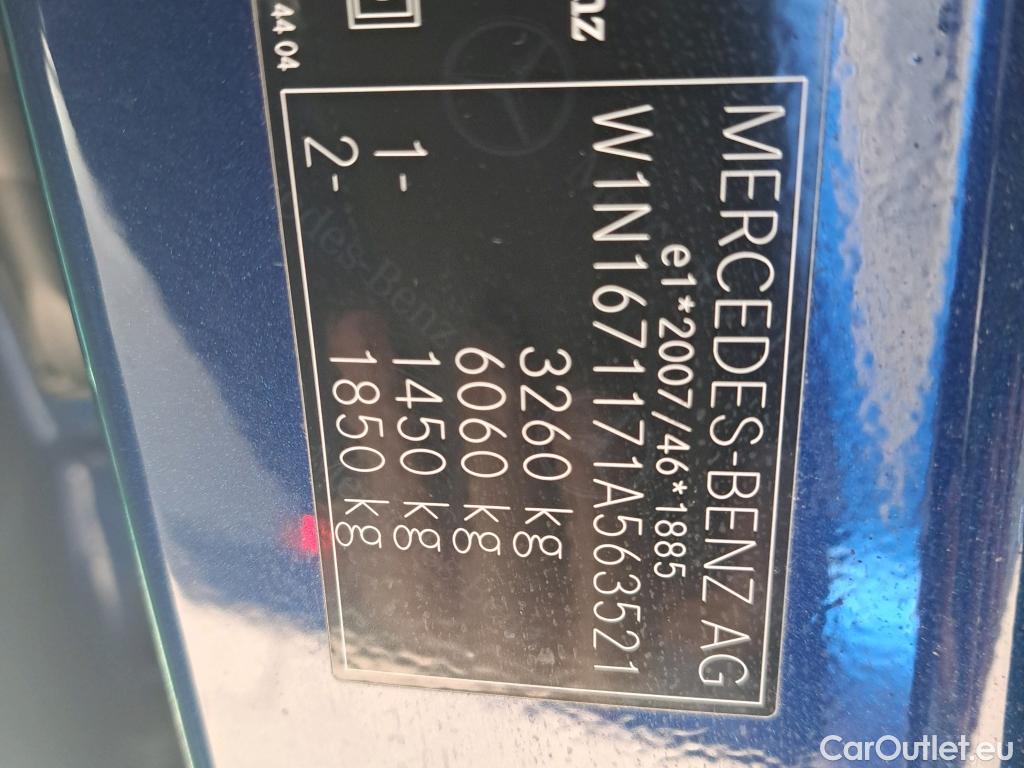 MERCEDES-BENZ AG
e1*2007/46*1885
W1N1671171A563521
3260 kg
6060 kg
1- 1450 kg
2- 1850 kg
nz
44 04
CarOutlet.eu